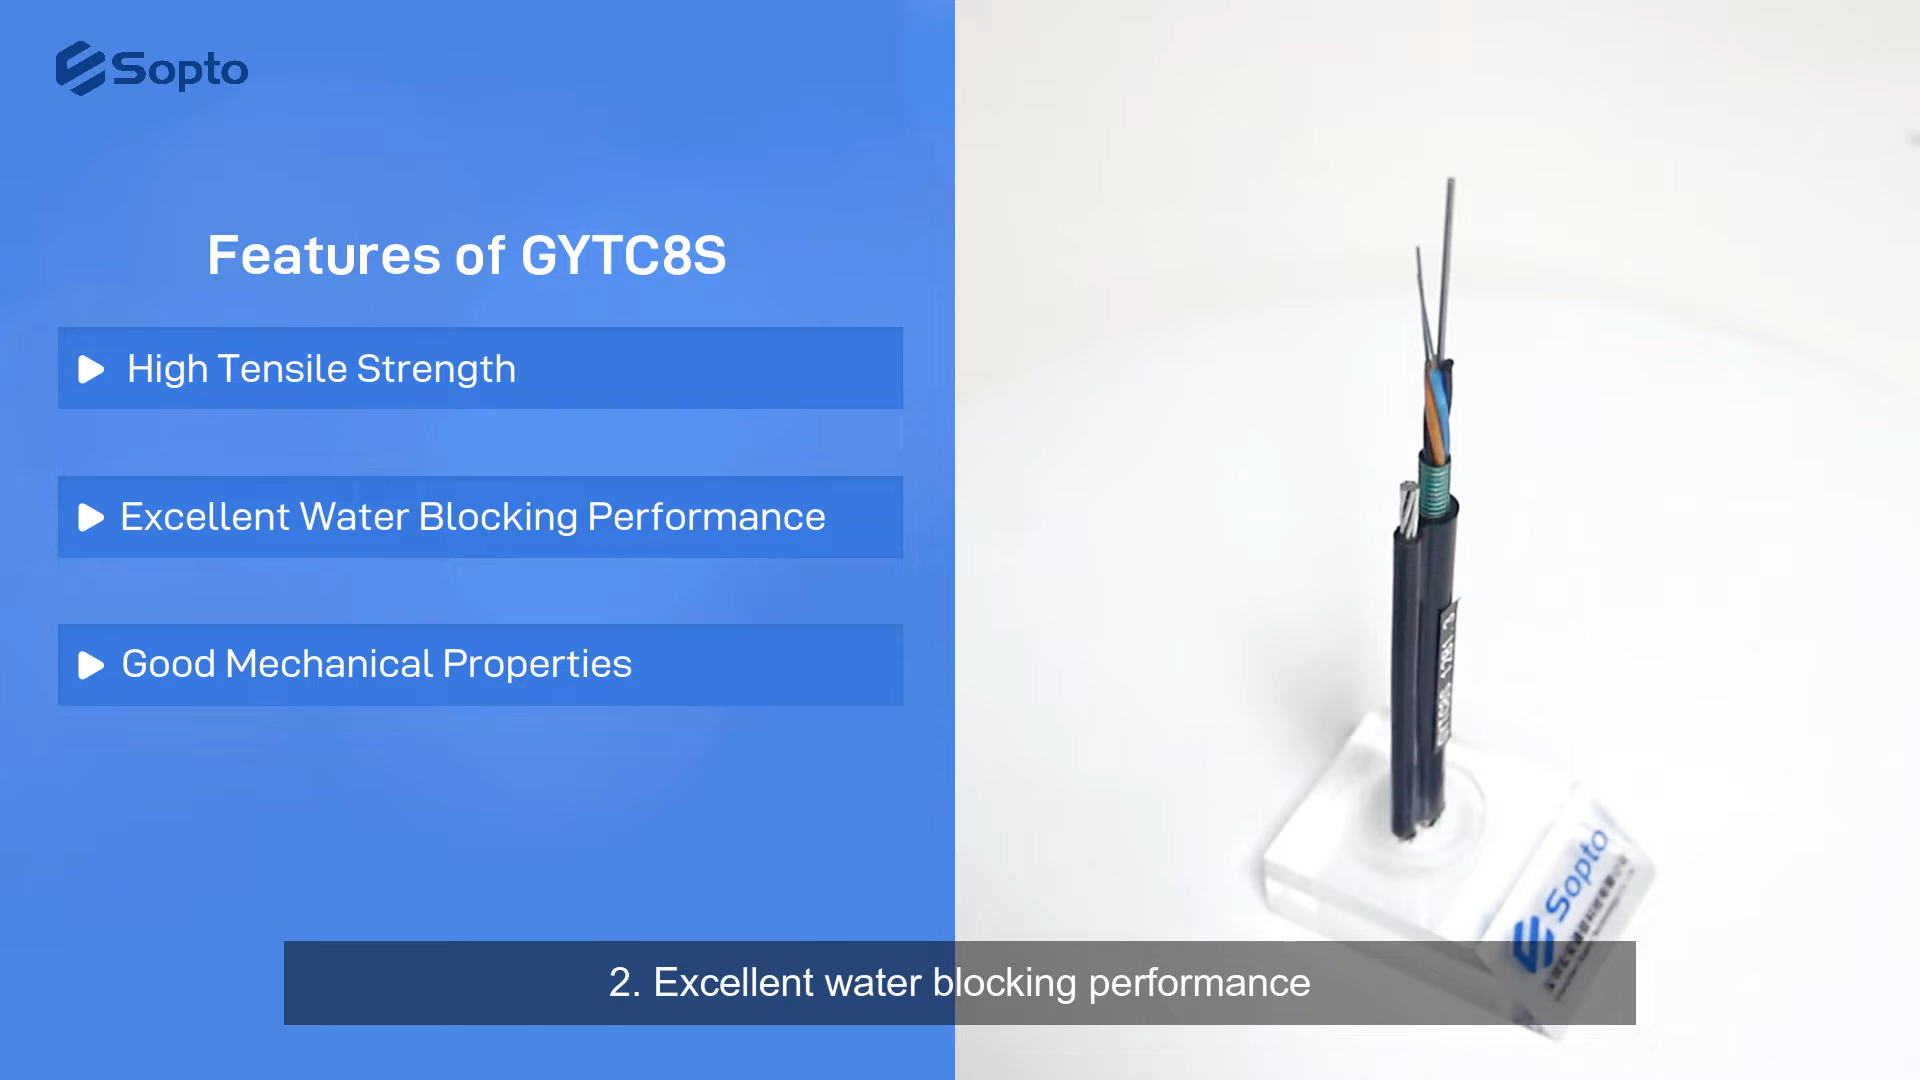 Sopto
Features of GYTC8S
High Tensile Strength
Excellent Water Blocking Performance
Good Mechanical Properties
Sopto
2. Excellent water blocking performance